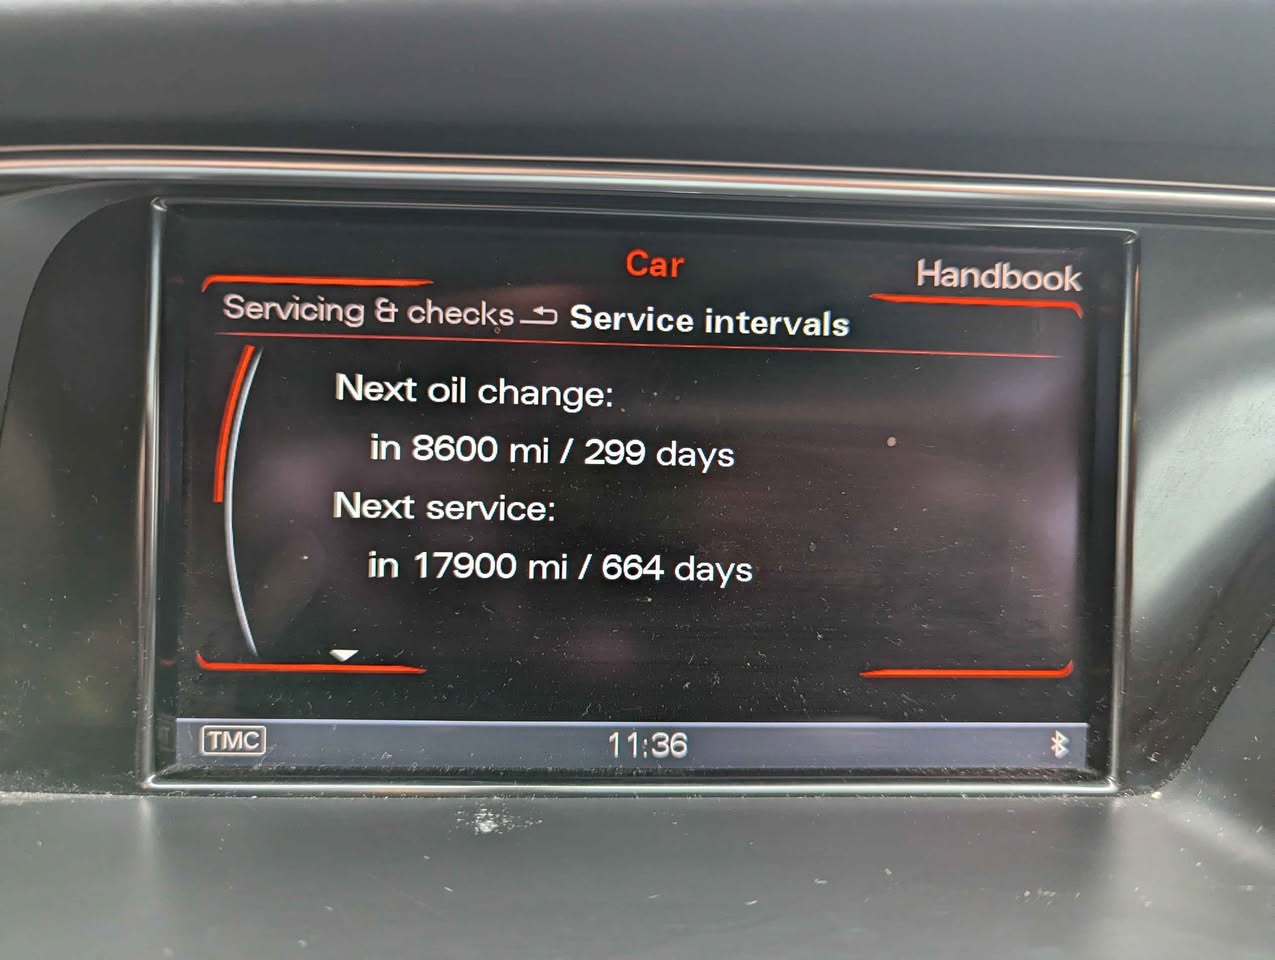 Car
Handbook
Servicing & checks Service intervals
Next oil change:
in 8600 mi / 299 days
Next service:
in 17900 mi / 664 days
TMC
11:36